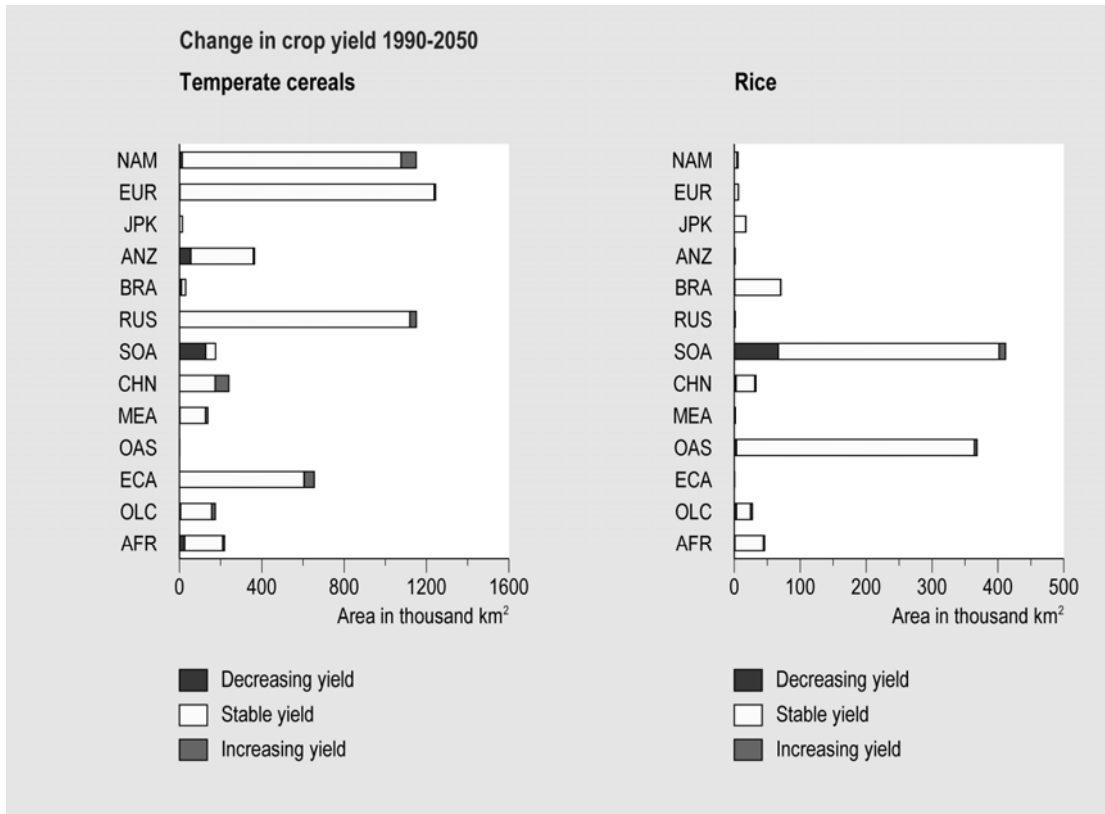 Change in crop yield 1990-2050
Temperate cereals
NAM
EUR
JPK
ANZ
BRA
RUS
SOA
CHN
MEA
OAS
ECA
OLC
AFR
0 400 800 1200 1600
Area in thousand km²
Decreasing yield
Stable yield
Increasing yield
Rice
NAM
EUR
JPK
ANZ
BRA
RUS
SOA
CHN
MEA
OAS
ECA
OLC
AFR
0 100 200 300 400 500
Area in thousand km²
Decreasing yield
Stable yield
Increasing yield